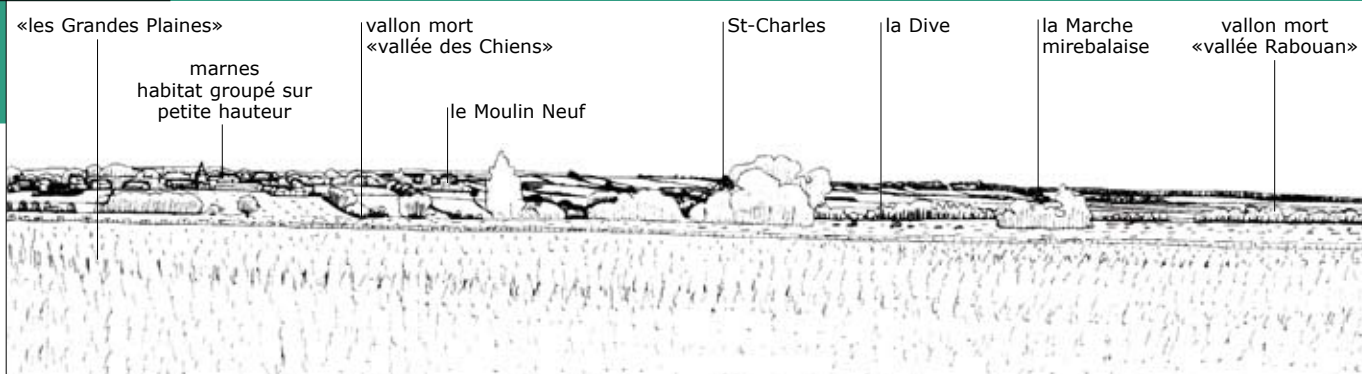 «les Grandes Plaines»
marnes
habitat groupé sur
petite hauteur
vallon mort
«vallée des Chiens»
le Moulin Neuf
St-Charles
la Dive
la Marche
mirebalaise
vallon mort
«vallée Rabouan»